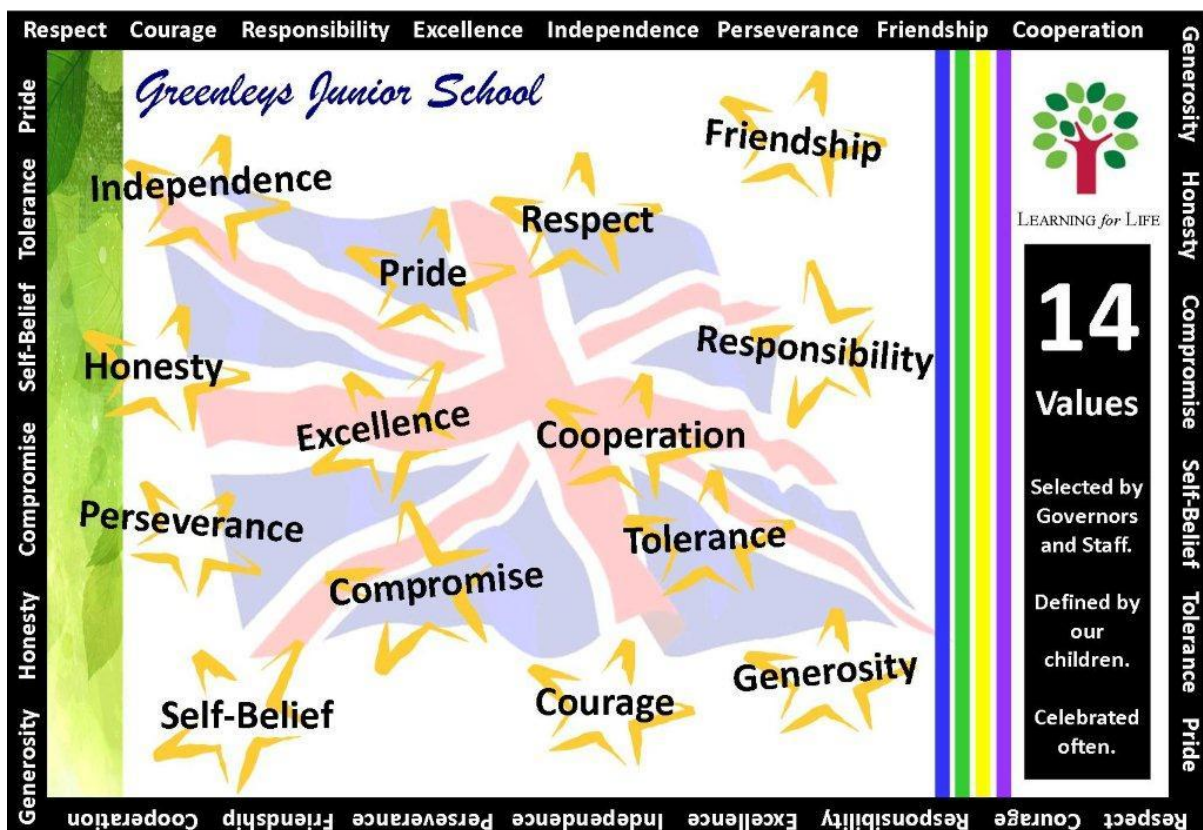 Respect Courage Responsibility Excellence Independence Perseverance Friendship Cooperation
Generosity Honesty Compromise Self-Belief Tolerance Pride
Respect Courage Responsibility Excellence Independence Perseverance Friendship Cooperation
Generosity Honesty Compromise Self-Belief Tolerance Pride
Greenleys Junior School
Friendship
Independence
Respect
Pride
Responsibility
Honesty
Excellence
Cooperation
Perseverance
Tolerance
Compromise
Generosity
Self-Belief
Courage
LEARNING for LIFE
14
Values
Selected by
Governors
and Staff.
Defined by
our
children.
Celebrated
often.